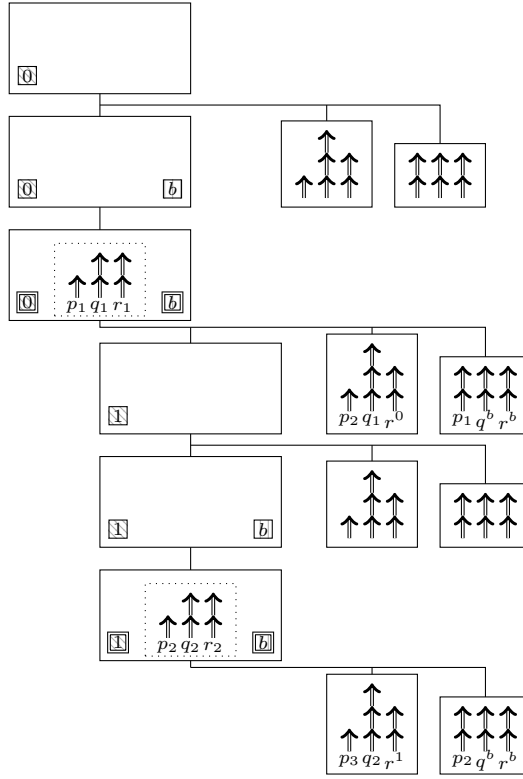 0
0 b
0 p₁ q₁ r₁ b
1 p₂ q₁ r⁰ p₁ qᵇ rᵇ
1 b
1 p₂ q₂ r₂ b
p₃ q₂ r¹ p₂ qᵇ rᵇ